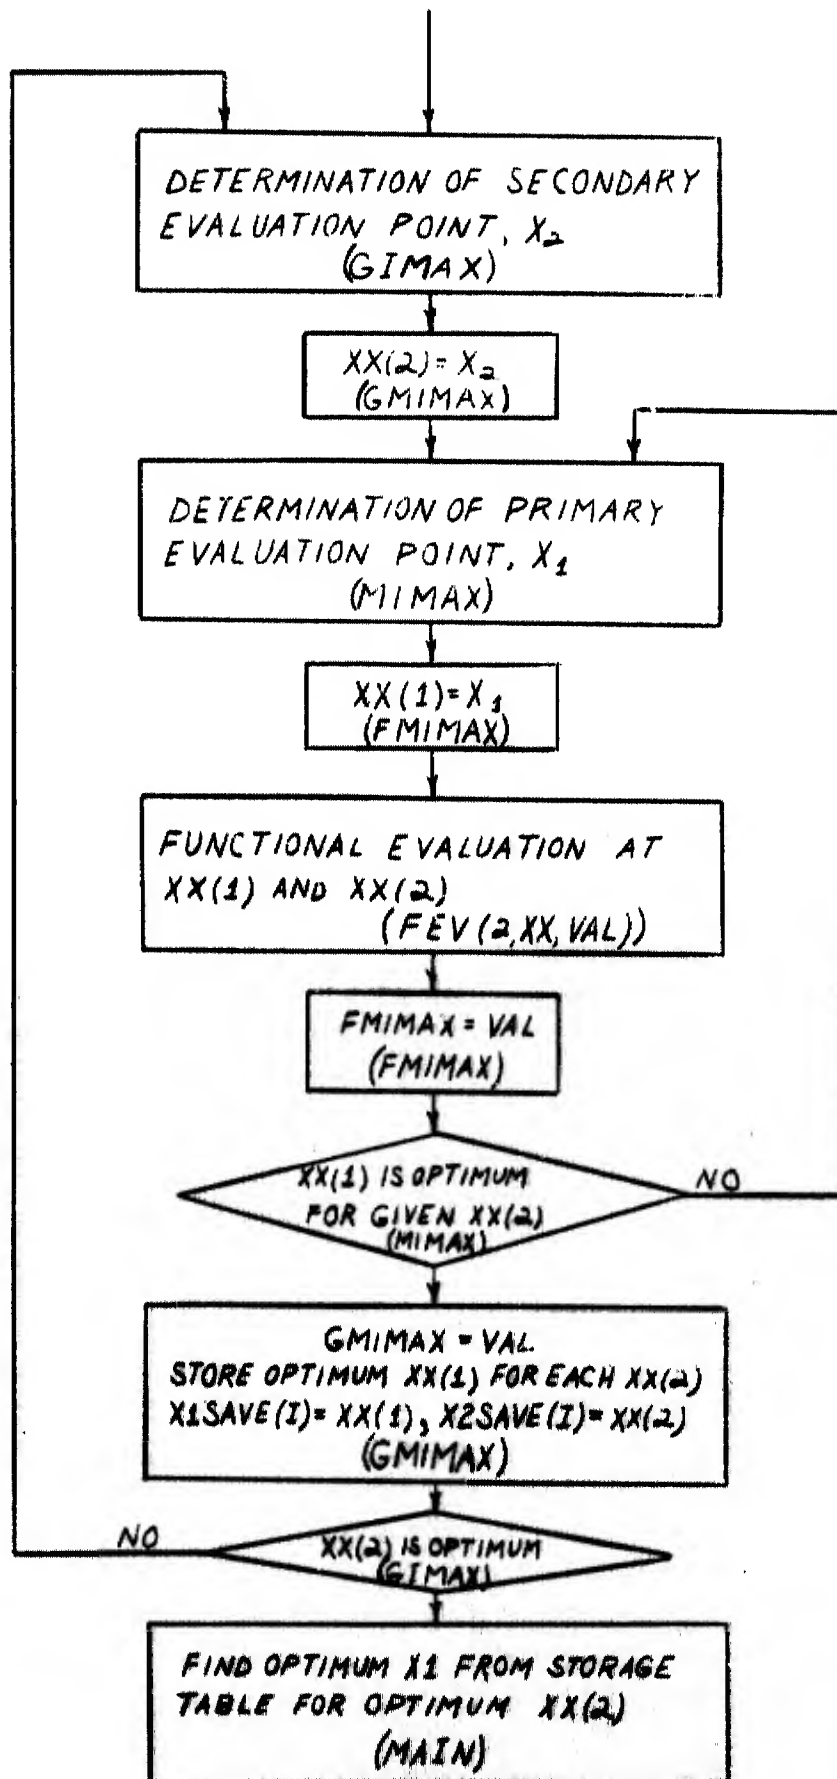 DETERMINATION OF SECONDARY
EVALUATION POINT, X₂
(GIMAX)
XX(2)=X₂
(GMIMAX)
DETERMINATION OF PRIMARY
EVALUATION POINT, X₁
(MIMAX)
XX(1)=X₁
(FMIMAX)
FUNCTIONAL EVALUATION AT
XX(1) AND XX(2)
(FEV(2,XX,VAL))
FMIMAX = VAL
(FMIMAX)
XX(1) IS OPTIMUM
FOR GIVEN XX(2)
(MIMAX)
NO
GMIMAX = VAL.
STORE OPTIMUM XX(1) FOR EACH XX(2)
X1SAVE(I)=XX(1), X2SAVE(I)=XX(2)
(GMIMAX)
NO
XX(2) IS OPTIMUM
(GIMAX)
FIND OPTIMUM X1 FROM STORAGE
TABLE FOR OPTIMUM XX(2)
(MAIN)